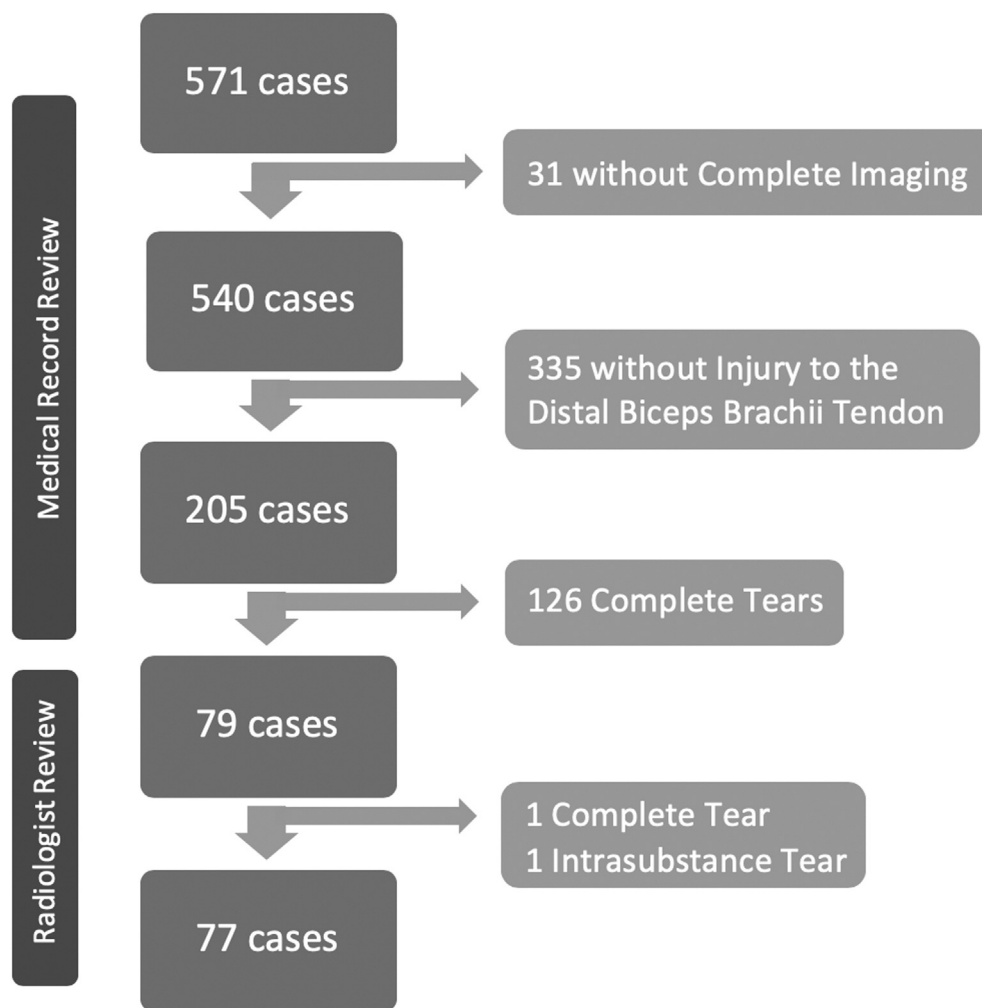 571 cases
31 without Complete Imaging
540 cases
335 without Injury to the
Distal Biceps Brachii Tendon
205 cases
126 Complete Tears
79 cases
1 Complete Tear
1 Intrasubstance Tear
77 cases
Medical Record Review
Radiologist Review